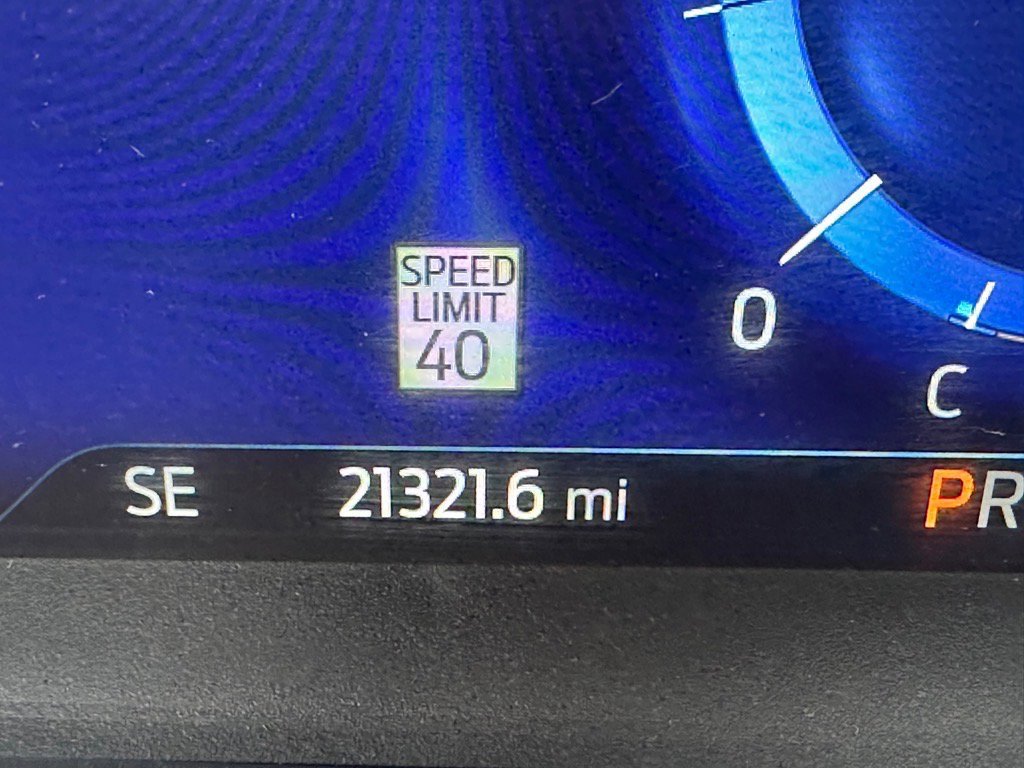 SPEED
LIMIT
40
0
C
SE 21321.6 mi PR